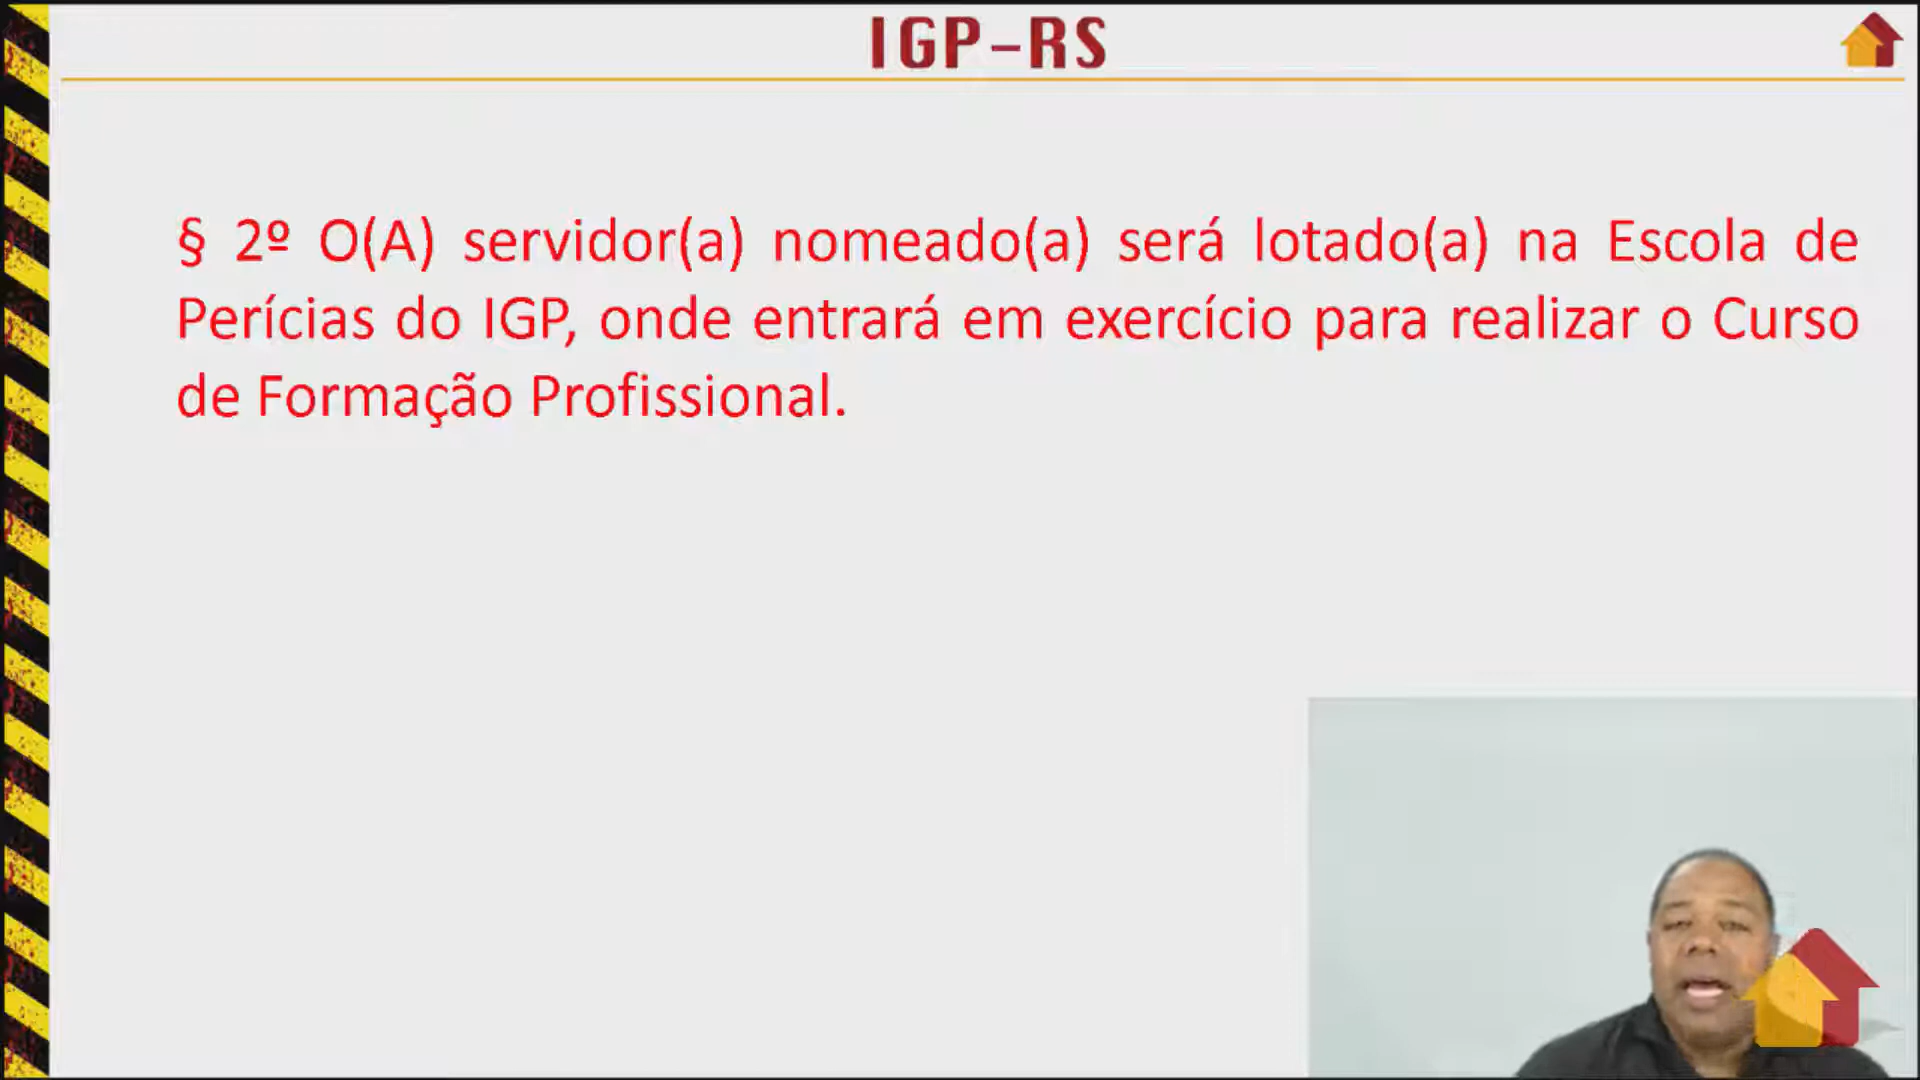 IGP-RS
§ 2º O(A) servidor(a) nomeado(a) será lotado(a) na Escola de
Perícias do IGP, onde entrará em exercício para realizar o Curso
de Formação Profissional.